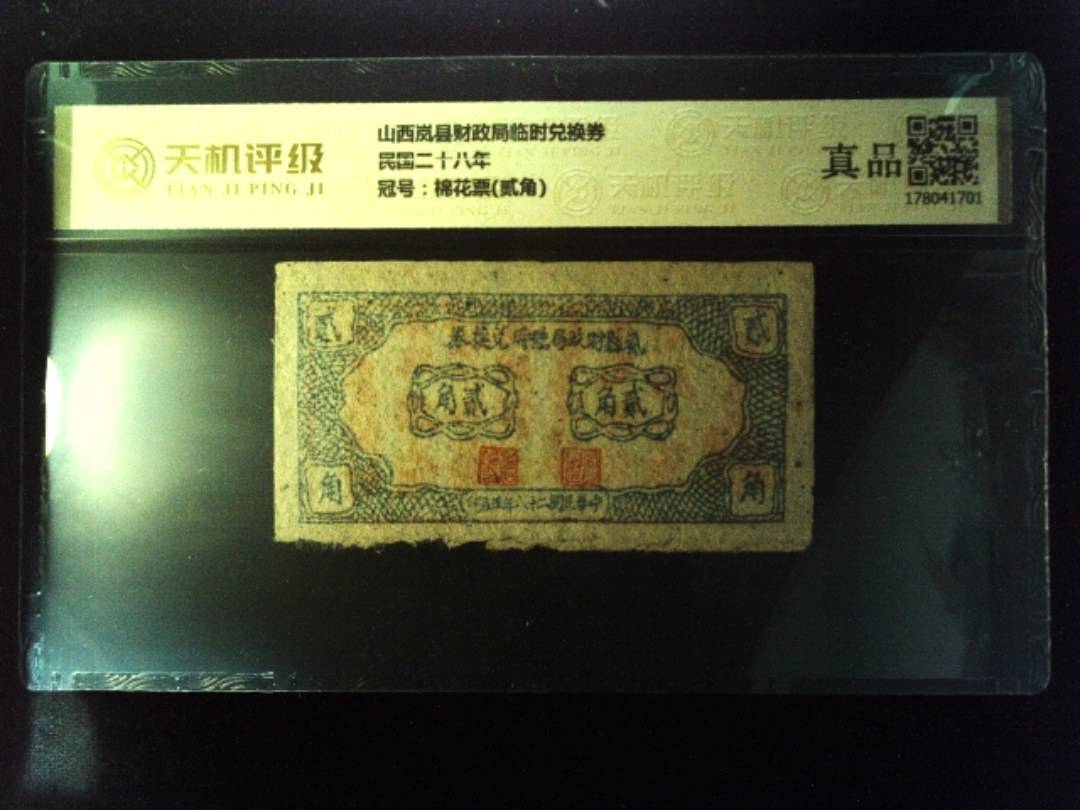 天机评级
TIAN JI PING JI
山西岚县财政局临时兑换券
民国二十八年
冠号：棉花票(贰角)
真品
178041701
贰
贰
角贰
角贰
角
角